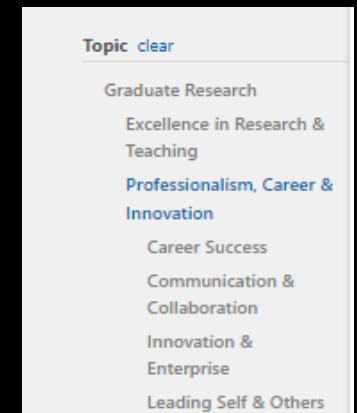 Topic clear
Graduate Research
Excellence in Research &
Teaching
Professionalism, Career &
Innovation
Career Success
Communication &
Collaboration
Innovation &
Enterprise
Leading Self & Others